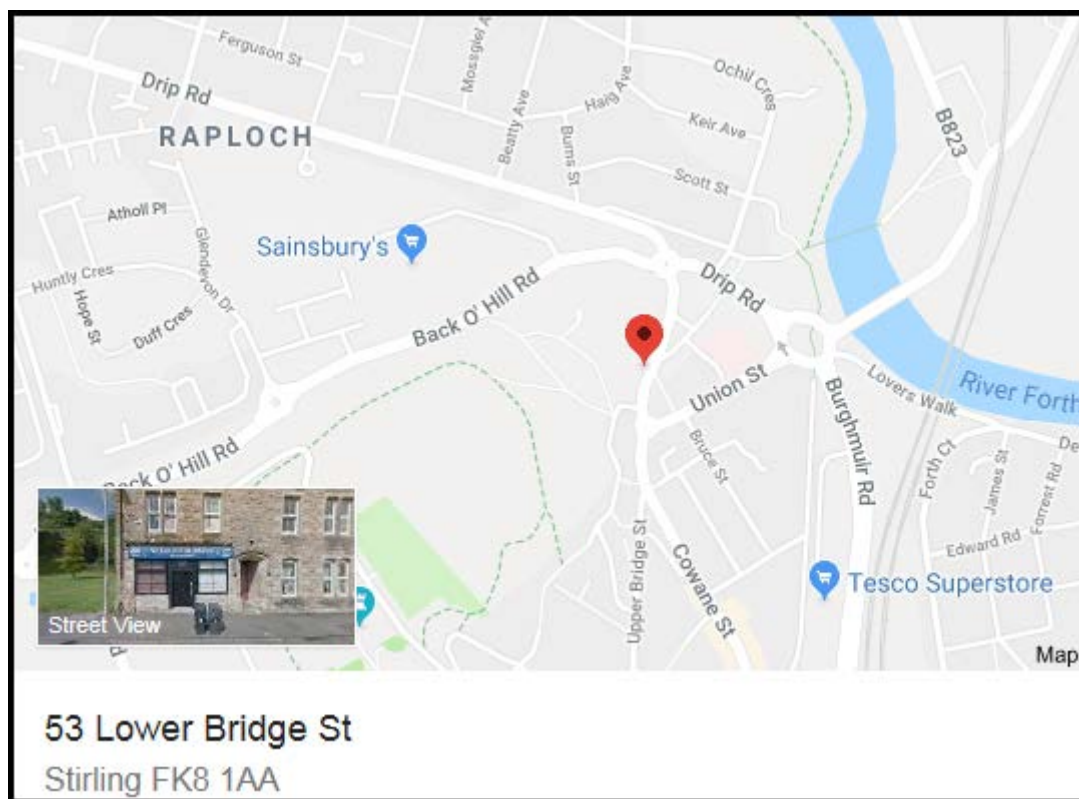 Ferguson St
Mossgiel A
Ochil Cres
Drip Rd
Haig Ave
Beatty Ave
Keir Ave
B823
RAPLOCH
Burns St
Scott St
Atholl Pl
Sainsbury's
Glendevon Dr
Huntly Cres
Hope St
Duff Cres
Back O' Hill Rd
Drip Rd
Union St
Lovers Walk
River Forth
Burghmuir Rd
Bruce St
De
Back O' Hill Rd
Forth Ct
James St
Forrest Rd
Edward Rd
Upper Bridge St
Cowane St
Tesco Superstore
Street View
Map
53 Lower Bridge St
Stirling FK8 1AA